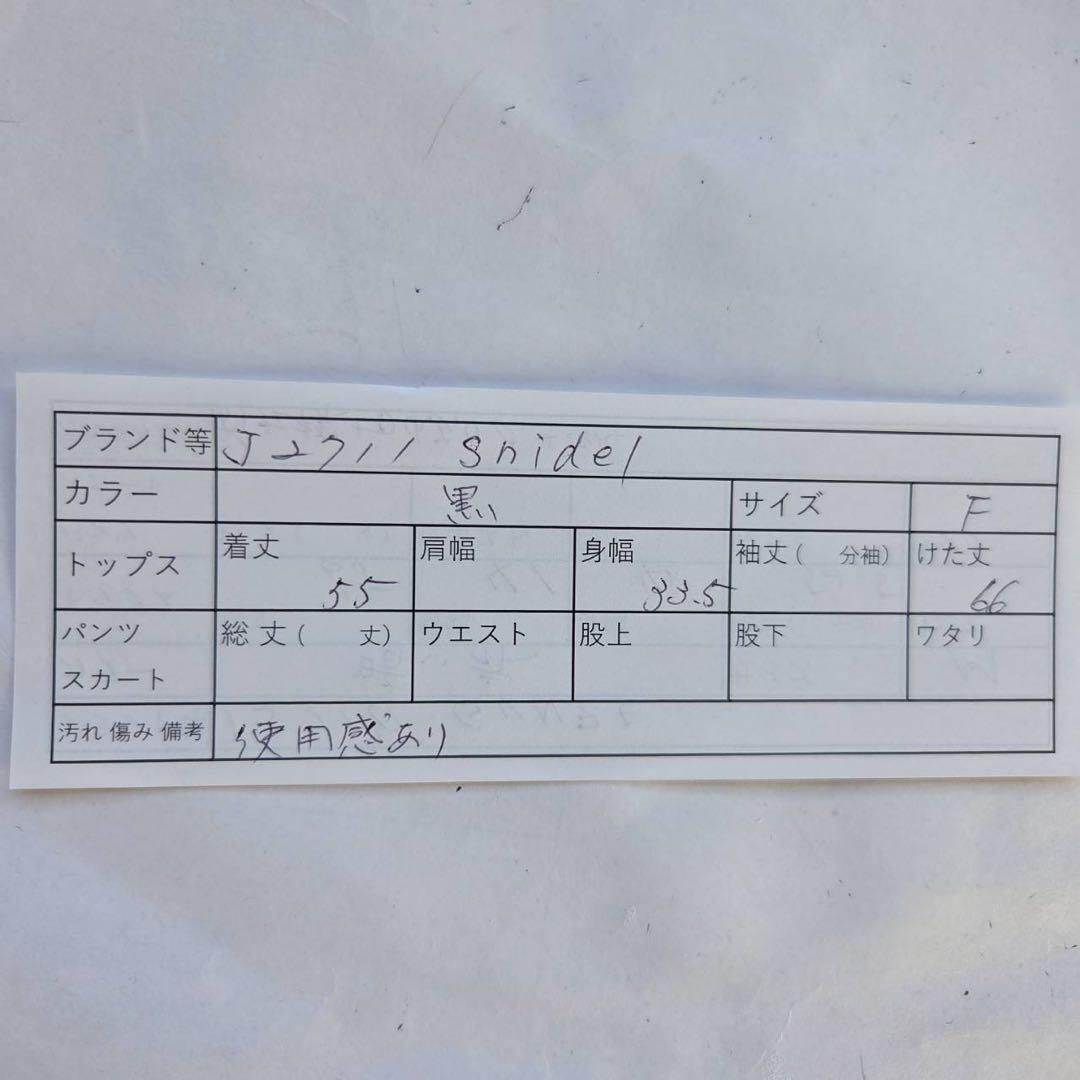 ブランド等 J2711 snidel
カラー 黒 サイズ F
トップス 着丈 55 肩幅 身幅 33.5 袖丈( 分袖) けた丈 66
パンツ スカート 総丈( 丈) ウエスト 股上 股下 ワタリ
汚れ 傷み 備考 使用感あり